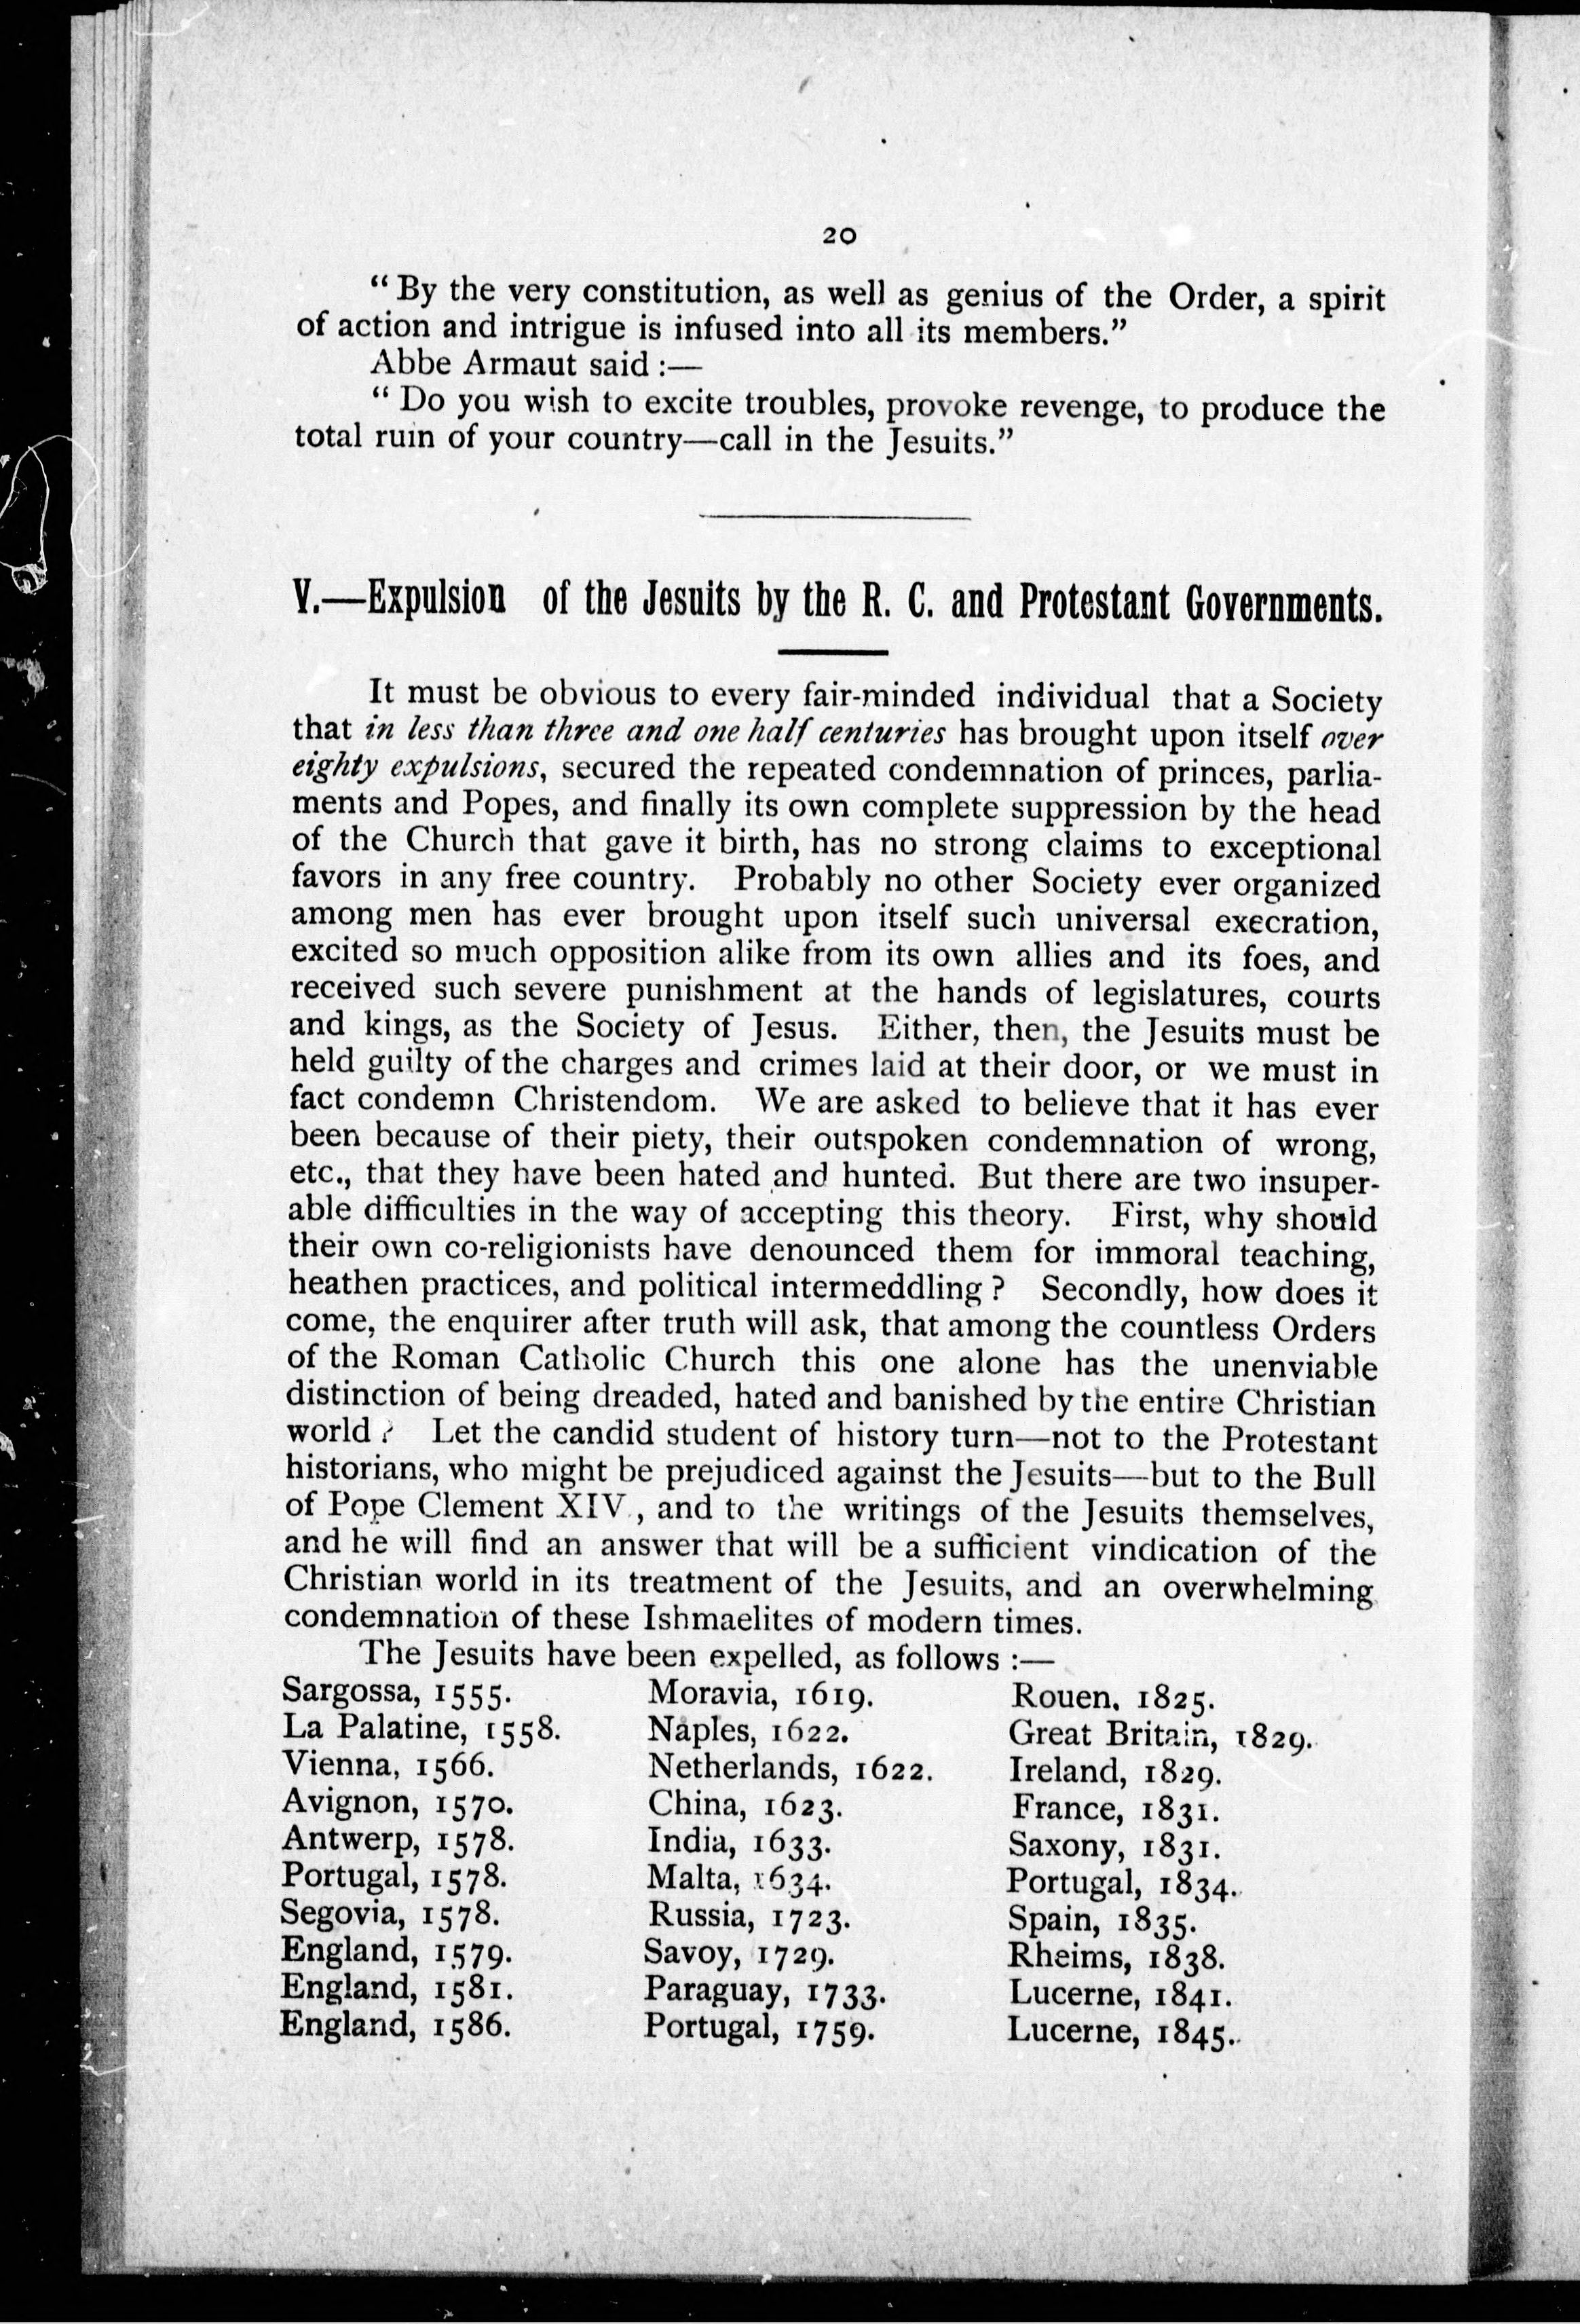 20
“ By the very constitution, as well as genius of the Order, a spirit
of action and intrigue is infused into all its members.”
Abbe Armaut said :—
“ Do you wish to excite troubles, provoke revenge, to produce the
total ruin of your country—call in the Jesuits.”
V.—Expulsion of the Jesuits by the R. C. and Protestant Governments.
It must be obvious to every fair-minded individual that a Society
that in less than three and one half centuries has brought upon itself over
eighty expulsions, secured the repeated condemnation of princes, parlia-
ments and Popes, and finally its own complete suppression by the head
of the Church that gave it birth, has no strong claims to exceptional
favors in any free country. Probably no other Society ever organized
among men has ever brought upon itself such universal execration,
excited so much opposition alike from its own allies and its foes, and
received such severe punishment at the hands of legislatures, courts
and kings, as the Society of Jesus. Either, then, the Jesuits must be
held guilty of the charges and crimes laid at their door, or we must in
fact condemn Christendom. We are asked to believe that it has ever
been because of their piety, their outspoken condemnation of wrong,
etc., that they have been hated and hunted. But there are two insuper-
able difficulties in the way of accepting this theory. First, why should
their own co-religionists have denounced them for immoral teaching,
heathen practices, and political intermeddling ? Secondly, how does it
come, the enquirer after truth will ask, that among the countless Orders
of the Roman Catholic Church this one alone has the unenviable
distinction of being dreaded, hated and banished by the entire Christian
world ? Let the candid student of history turn—not to the Protestant
historians, who might be prejudiced against the Jesuits—but to the Bull
of Pope Clement XIV., and to the writings of the Jesuits themselves,
and he will find an answer that will be a sufficient vindication of the
Christian world in its treatment of the Jesuits, and an overwhelming
condemnation of these Ishmaelites of modern times.
The Jesuits have been expelled, as follows :—
Sargossa, 1555. Moravia, 1619. Rouen, 1825.
La Palatine, 1558. Naples, 1622. Great Britain, 1829.
Vienna, 1566. Netherlands, 1622. Ireland, 1829.
Avignon, 1570. China, 1623. France, 1831.
Antwerp, 1578. India, 1633. Saxony, 1831.
Portugal, 1578. Malta, 1634. Portugal, 1834.
Segovia, 1578. Russia, 1723. Spain, 1835.
England, 1579. Savoy, 1729. Rheims, 1838.
England, 1581. Paraguay, 1733. Lucerne, 1841.
England, 1586. Portugal, 1759. Lucerne, 1845.